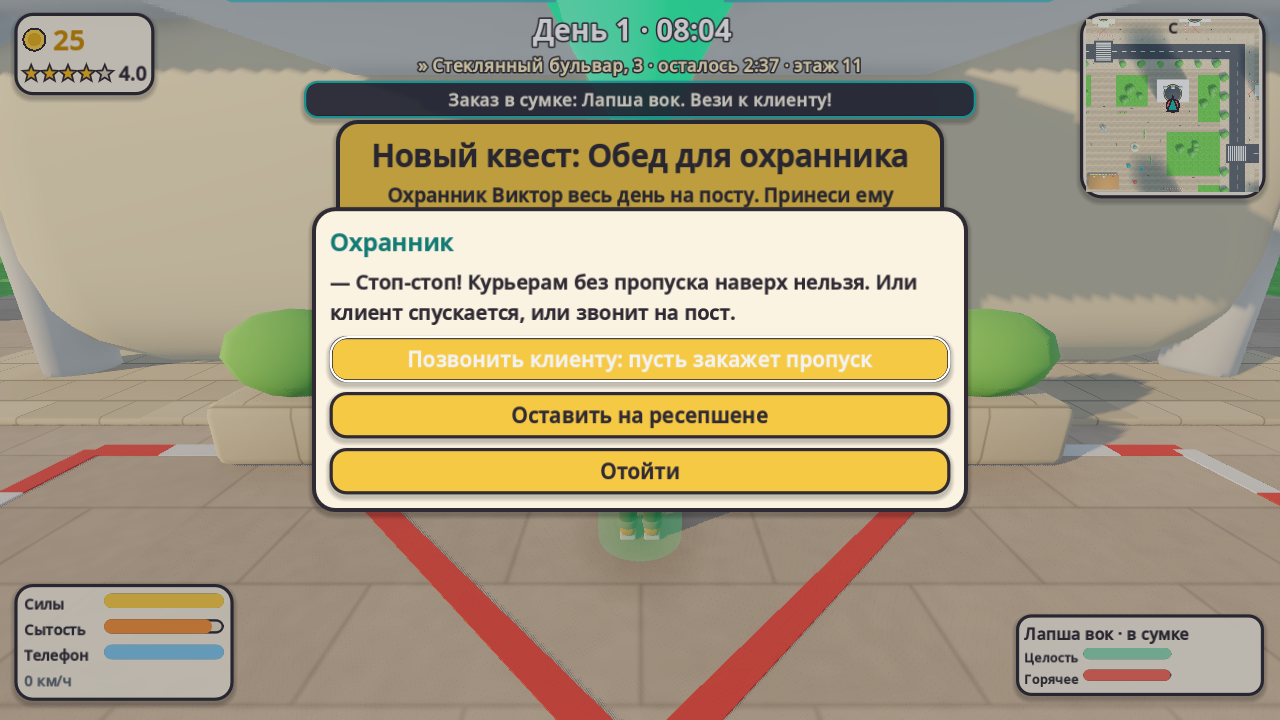 25
4.0
День 1 · 08:04
» Стеклянный бульвар, 3 · осталось 2:37 · этаж 11
Заказ в сумке: Лапша вок. Вези к клиенту!
С
Новый квест: Обед для охранника
Охранник Виктор весь день на посту. Принеси ему
Охранник
— Стоп-стоп! Курьерам без пропуска наверх нельзя. Или
клиент спускается, или звонит на пост.
Позвонить клиенту: пусть закажет пропуск
Оставить на ресепшене
Отойти
Силы
Сытость
Телефон
0 км/ч
Лапша вок · в сумке
Целость
Горячее